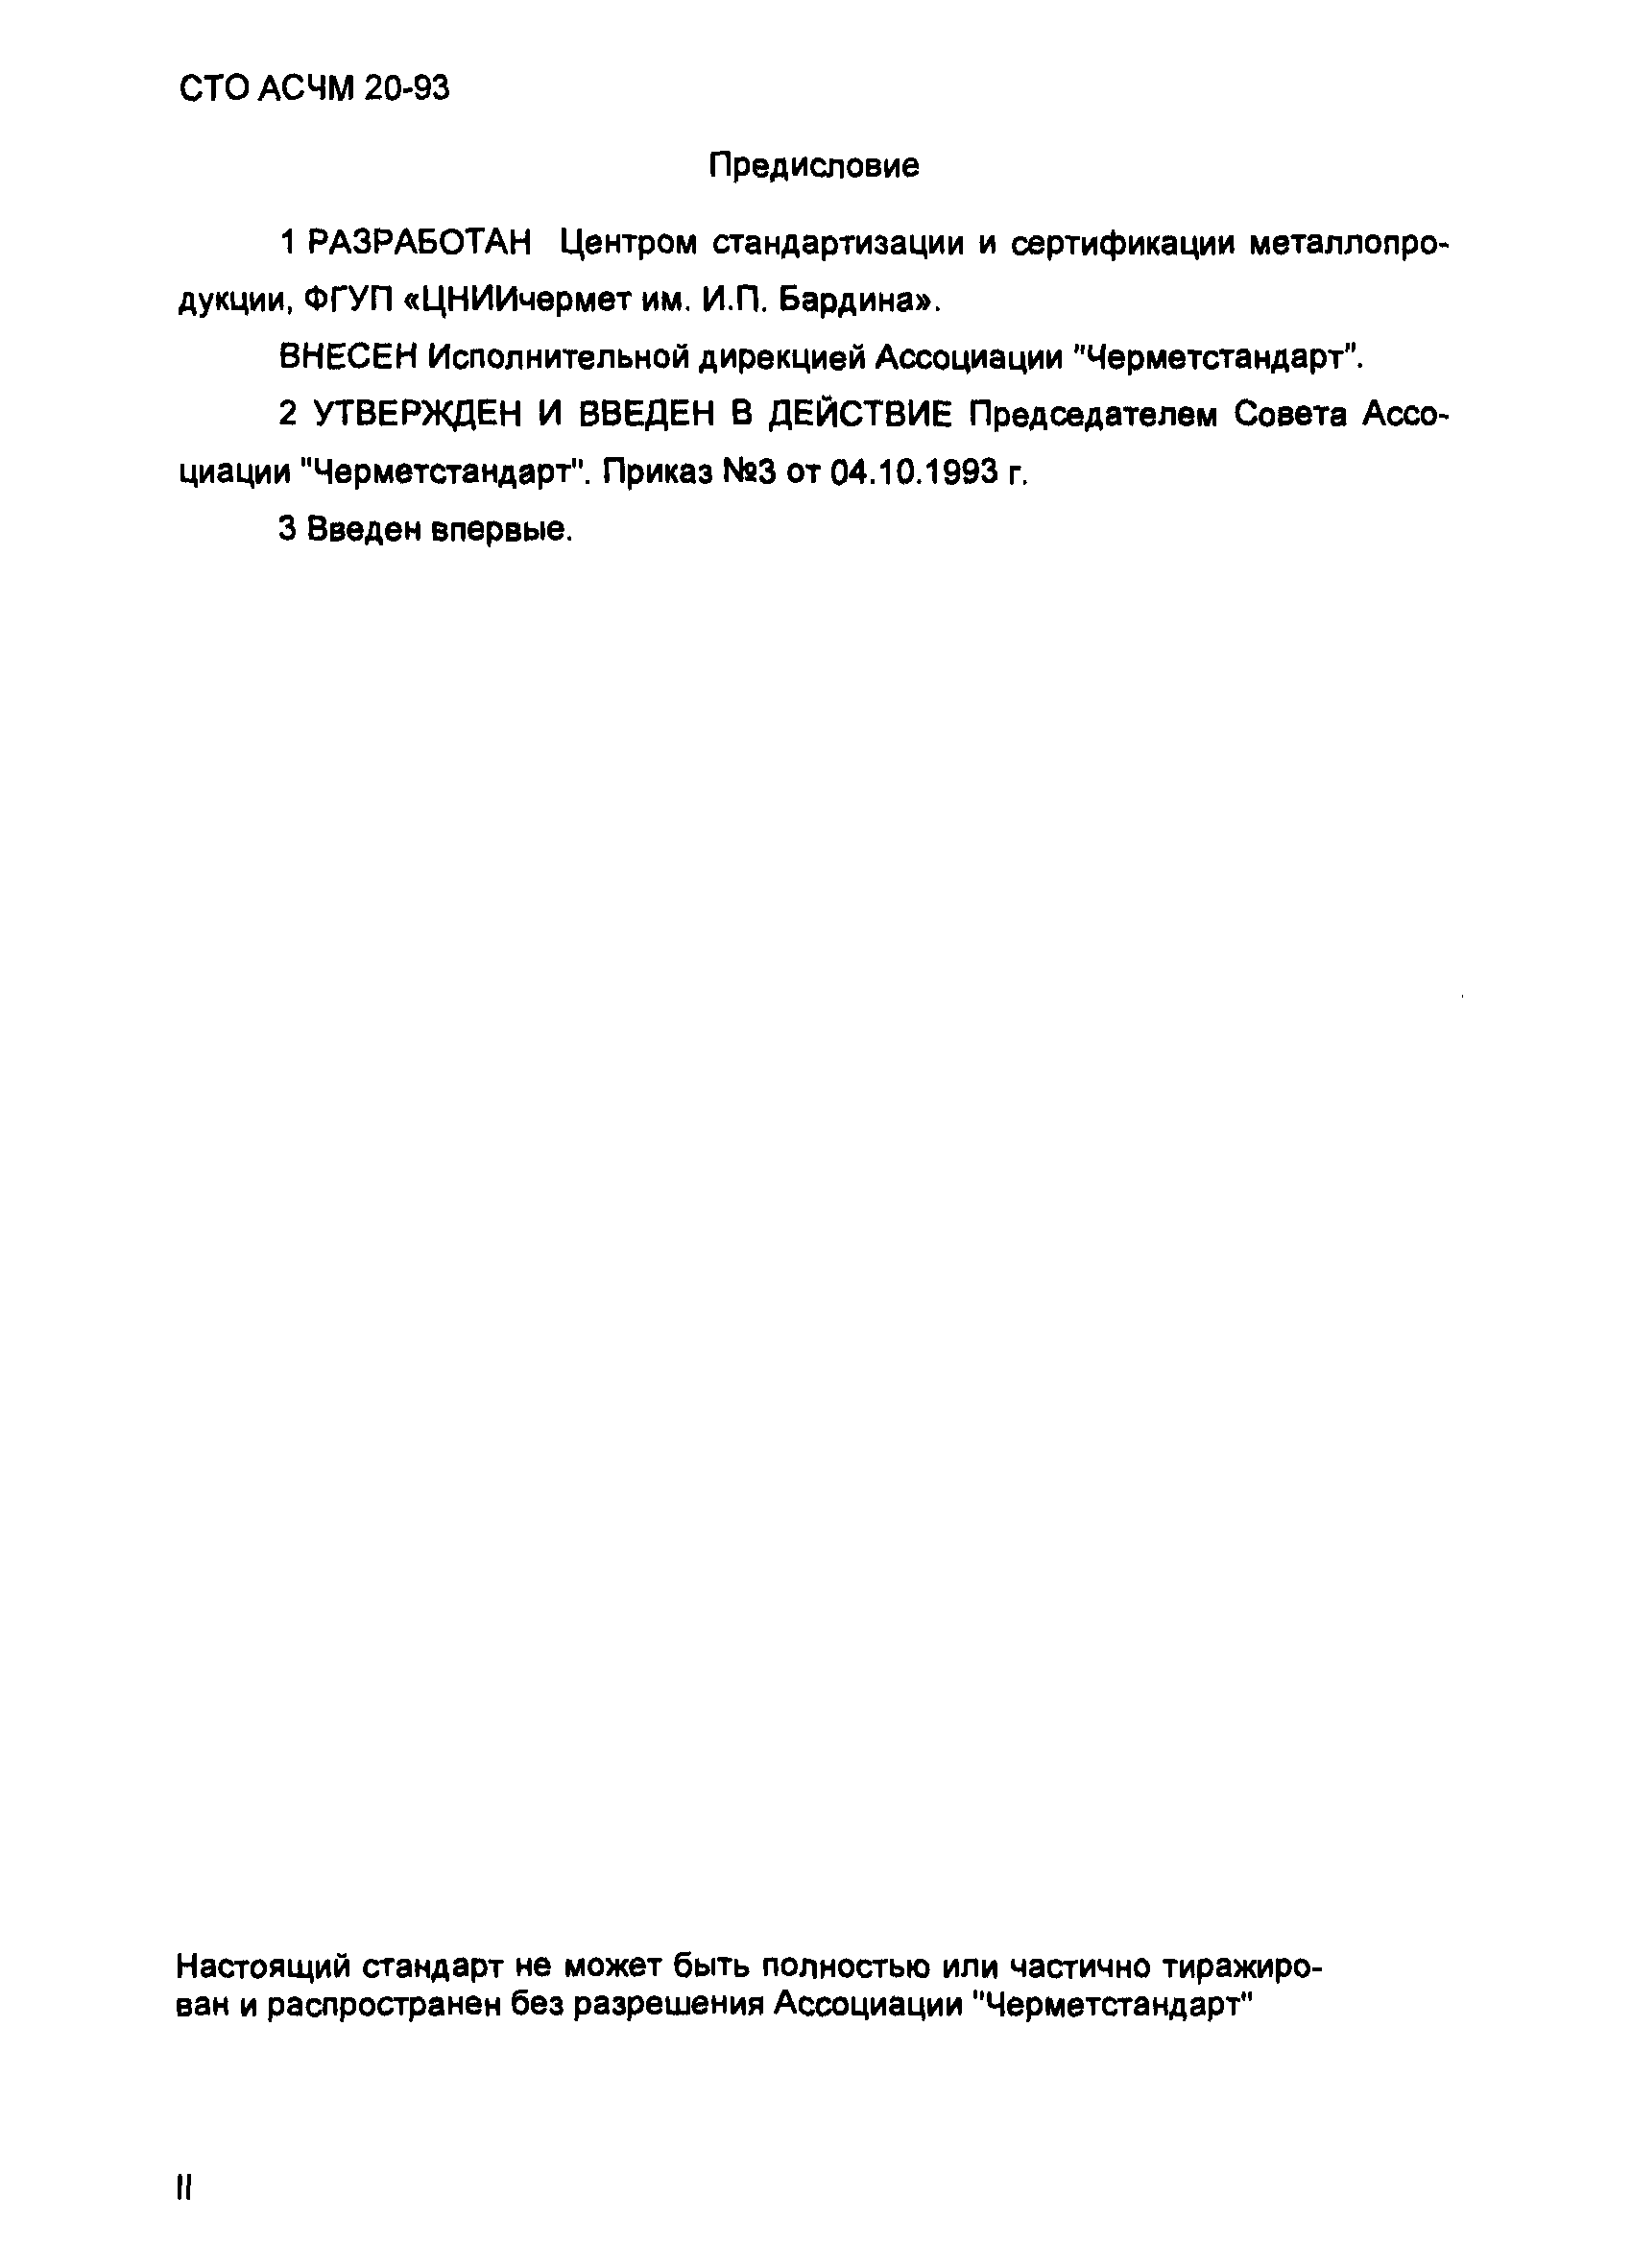 СТО АСЧМ 20-93
Предисловие
1 РАЗРАБОТАН Центром стандартизации и сертификации металлопро-
дукции, ФГУП «ЦНИИчермет им. И.П. Бардина».
ВНЕСЕН Исполнительной дирекцией Ассоциации "Черметстандарт".
2 УТВЕРЖДЕН И ВВЕДЕН В ДЕЙСТВИЕ Председателем Совета Ассо-
циации "Черметстандарт". Приказ №3 от 04.10.1993 г.
3 Введен впервые.
Настоящий стандарт не может быть полностью или частично тиражиро-
ван и распространен без разрешения Ассоциации "Черметстандарт"
II